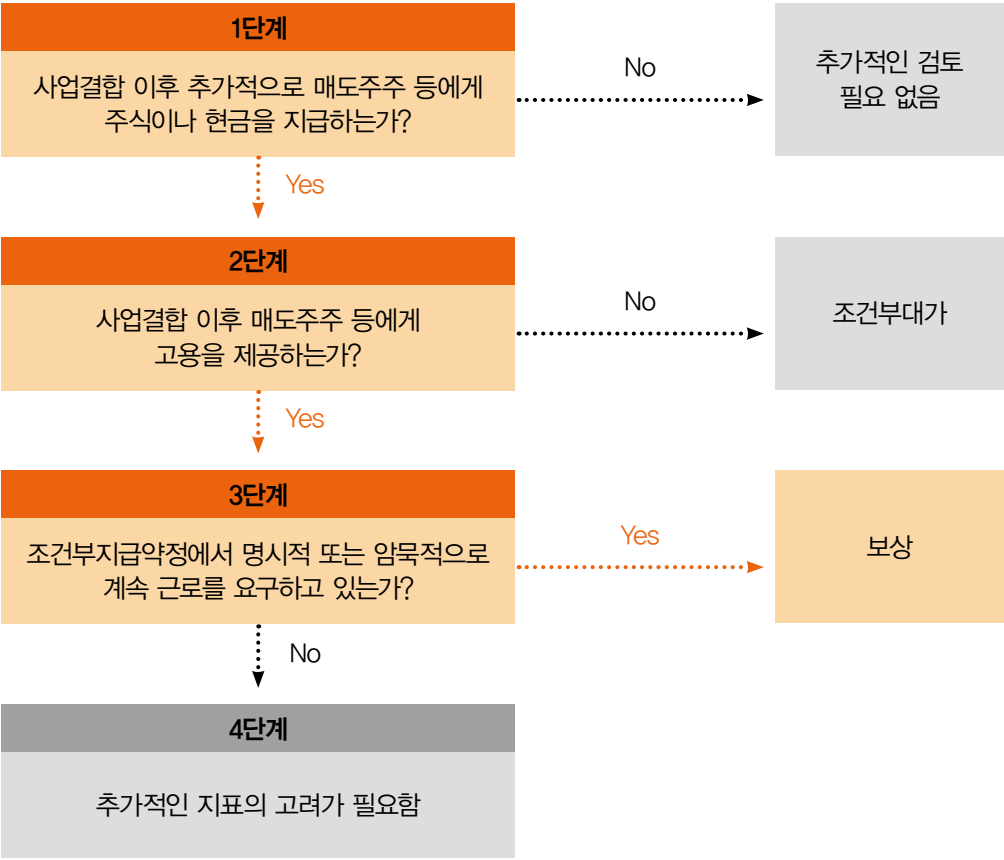 1단계
사업결합 이후 추가적으로 매도주주 등에게
주식이나 현금을 지급하는가?
No
추가적인 검토
필요 없음
Yes
2단계
사업결합 이후 매도주주 등에게
고용을 제공하는가?
No
조건부대가
Yes
3단계
조건부지급약정에서 명시적 또는 암묵적으로
계속 근로를 요구하고 있는가?
Yes
보상
No
4단계
추가적인 지표의 고려가 필요함